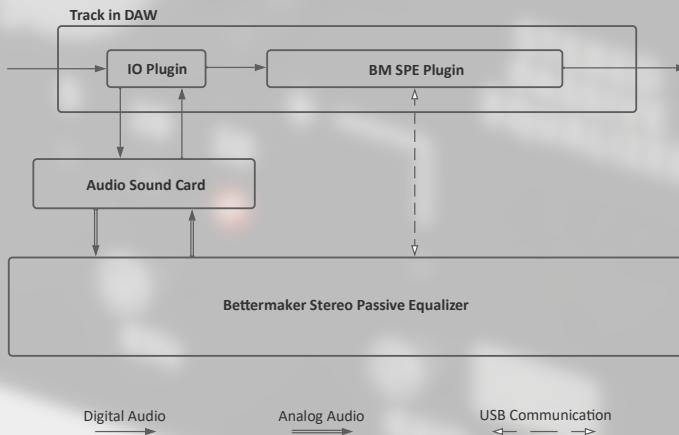 Track in DAW
IO Plugin
BM SPE Plugin
Audio Sound Card
Bettermaker Stereo Passive Equalizer
Digital Audio
Analog Audio
USB Communication